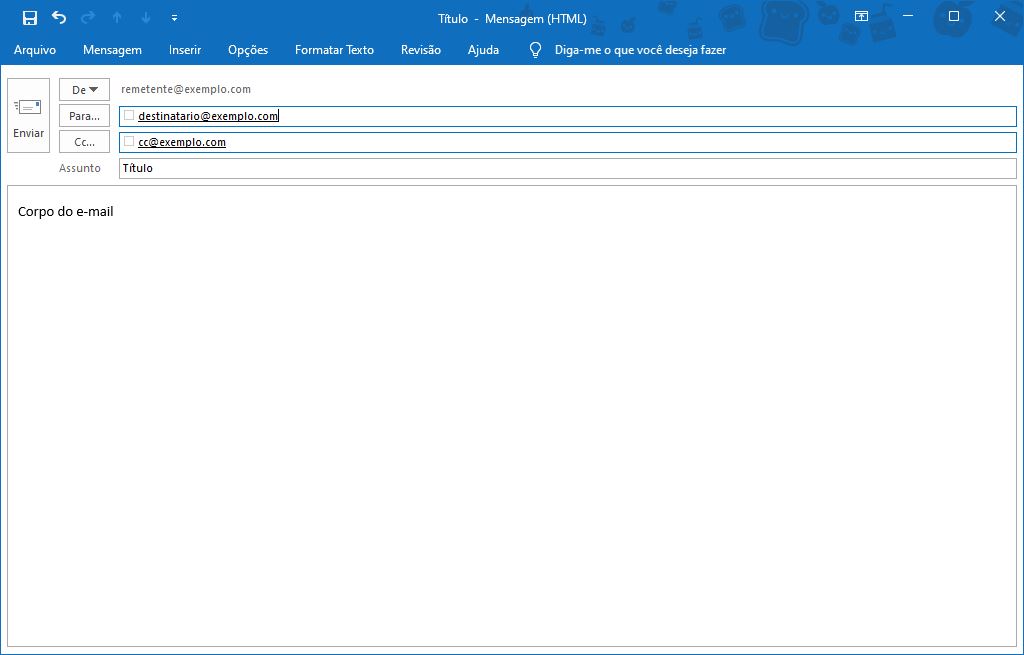 Título - Mensagem (HTML)
Arquivo Mensagem Inserir Opções Formatar Texto Revisão Ajuda Diga-me o que você deseja fazer
De remetente@exemplo.com
Para... destinatario@exemplo.com
Enviar
Cc... cc@exemplo.com
Assunto Título
Corpo do e-mail